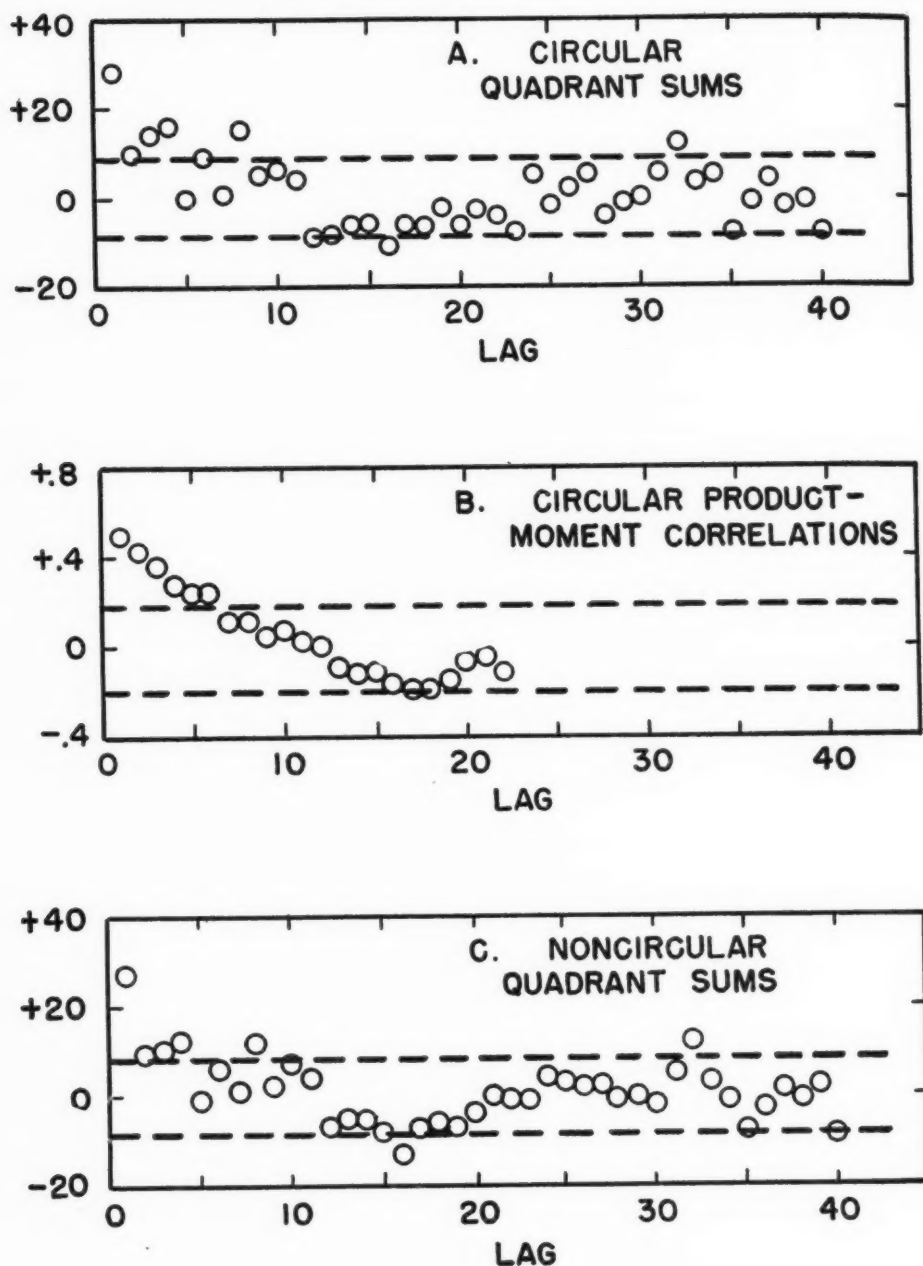 +40
+20
0
-20
A. CIRCULAR
QUADRANT SUMS
0 10 20 30 40
LAG
+.8
+.4
0
-.4
B. CIRCULAR PRODUCT-
MOMENT CORRELATIONS
0 10 20 30 40
LAG
+40
+20
0
-20
C. NONCIRCULAR
QUADRANT SUMS
0 10 20 30 40
LAG